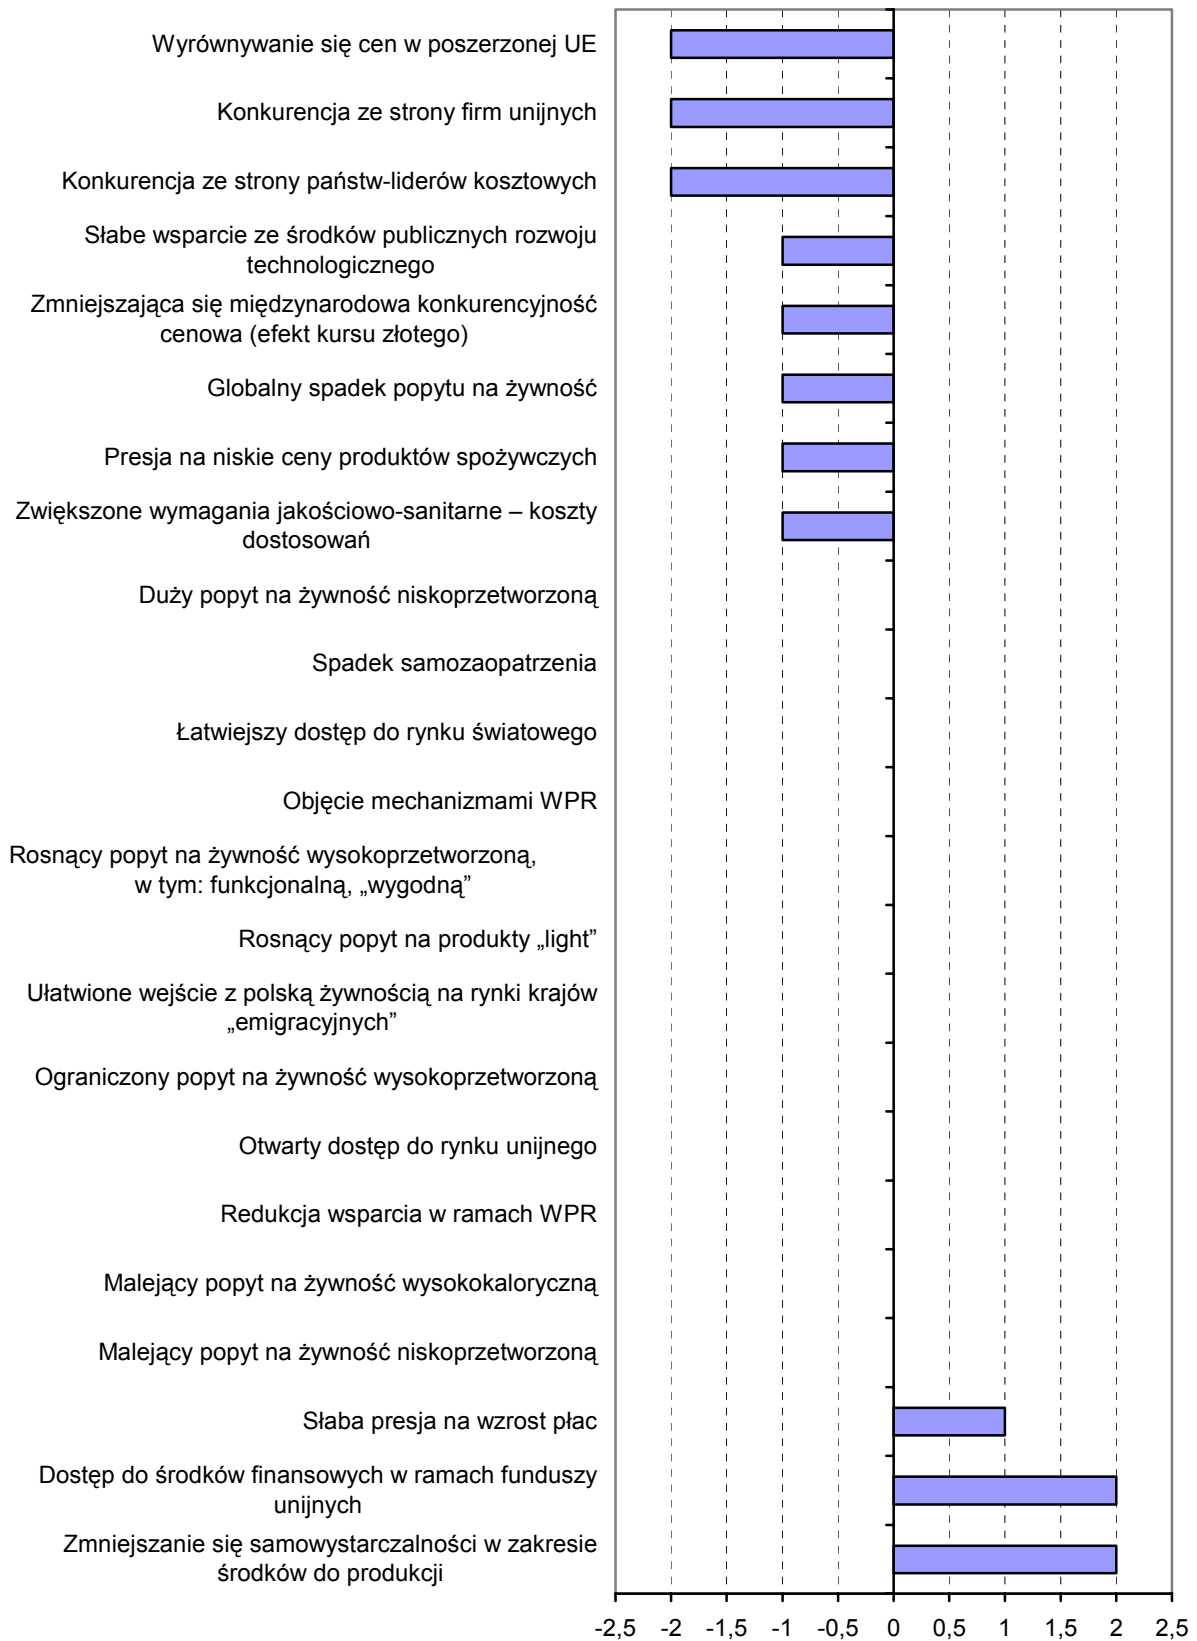 Wyrównywanie się cen w poszerzonej UE
Konkurencja ze strony firm unijnych
Konkurencja ze strony państw-liderów kosztowych
Słabe wsparcie ze środków publicznych rozwoju
technologicznego
Zmniejszająca się międzynarodowa konkurencyjność
cenowa (efekt kursu złotego)
Globalny spadek popytu na żywność
Presja na niskie ceny produktów spożywczych
Zwiększone wymagania jakościowo-sanitarne – koszty
dostosowań
Duży popyt na żywność niskoprzetworzoną
Spadek samozaopatrzenia
Łatwiejszy dostęp do rynku światowego
Objęcie mechanizmami WPR
Rosnący popyt na żywność wysokoprzetworzoną,
w tym: funkcjonalną, „wygodną”
Rosnący popyt na produkty „light”
Ułatwione wejście z polską żywnością na rynki krajów
„emigracyjnych”
Ograniczony popyt na żywność wysokoprzetworzoną
Otwarty dostęp do rynku unijnego
Redukcja wsparcia w ramach WPR
Malejący popyt na żywność wysokokaloryczną
Malejący popyt na żywność niskoprzetworzoną
Słaba presja na wzrost płac
Dostęp do środków finansowych w ramach funduszy
unijnych
Zmniejszanie się samowystarczalności w zakresie
środków do produkcji
-2,5 -2 -1,5 -1 -0,5 0 0,5 1 1,5 2 2,5